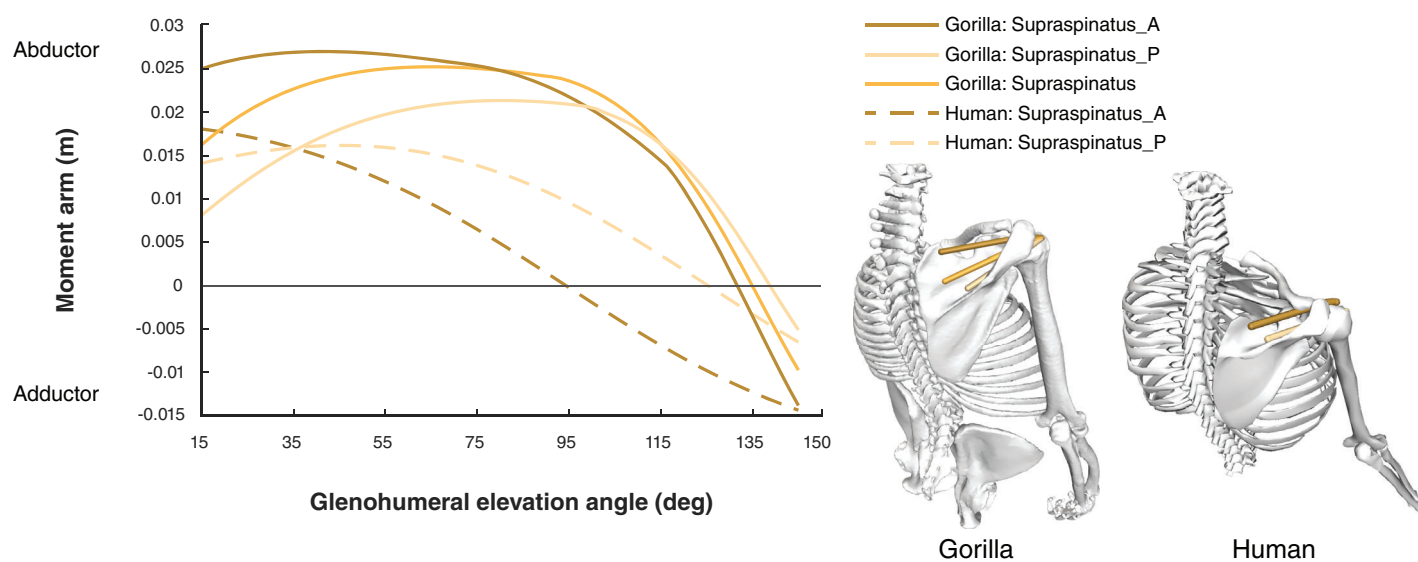 Abductor
Adductor
Moment arm (m)
0.03
0.025
0.02
0.015
0.01
0.005
0
-0.005
-0.01
-0.015
15
35
55
75
95
115
135
150
Glenohumeral elevation angle (deg)
Gorilla: Supraspinatus_A
Gorilla: Supraspinatus_P
Gorilla: Supraspinatus
Human: Supraspinatus_A
Human: Supraspinatus_P
Gorilla
Human